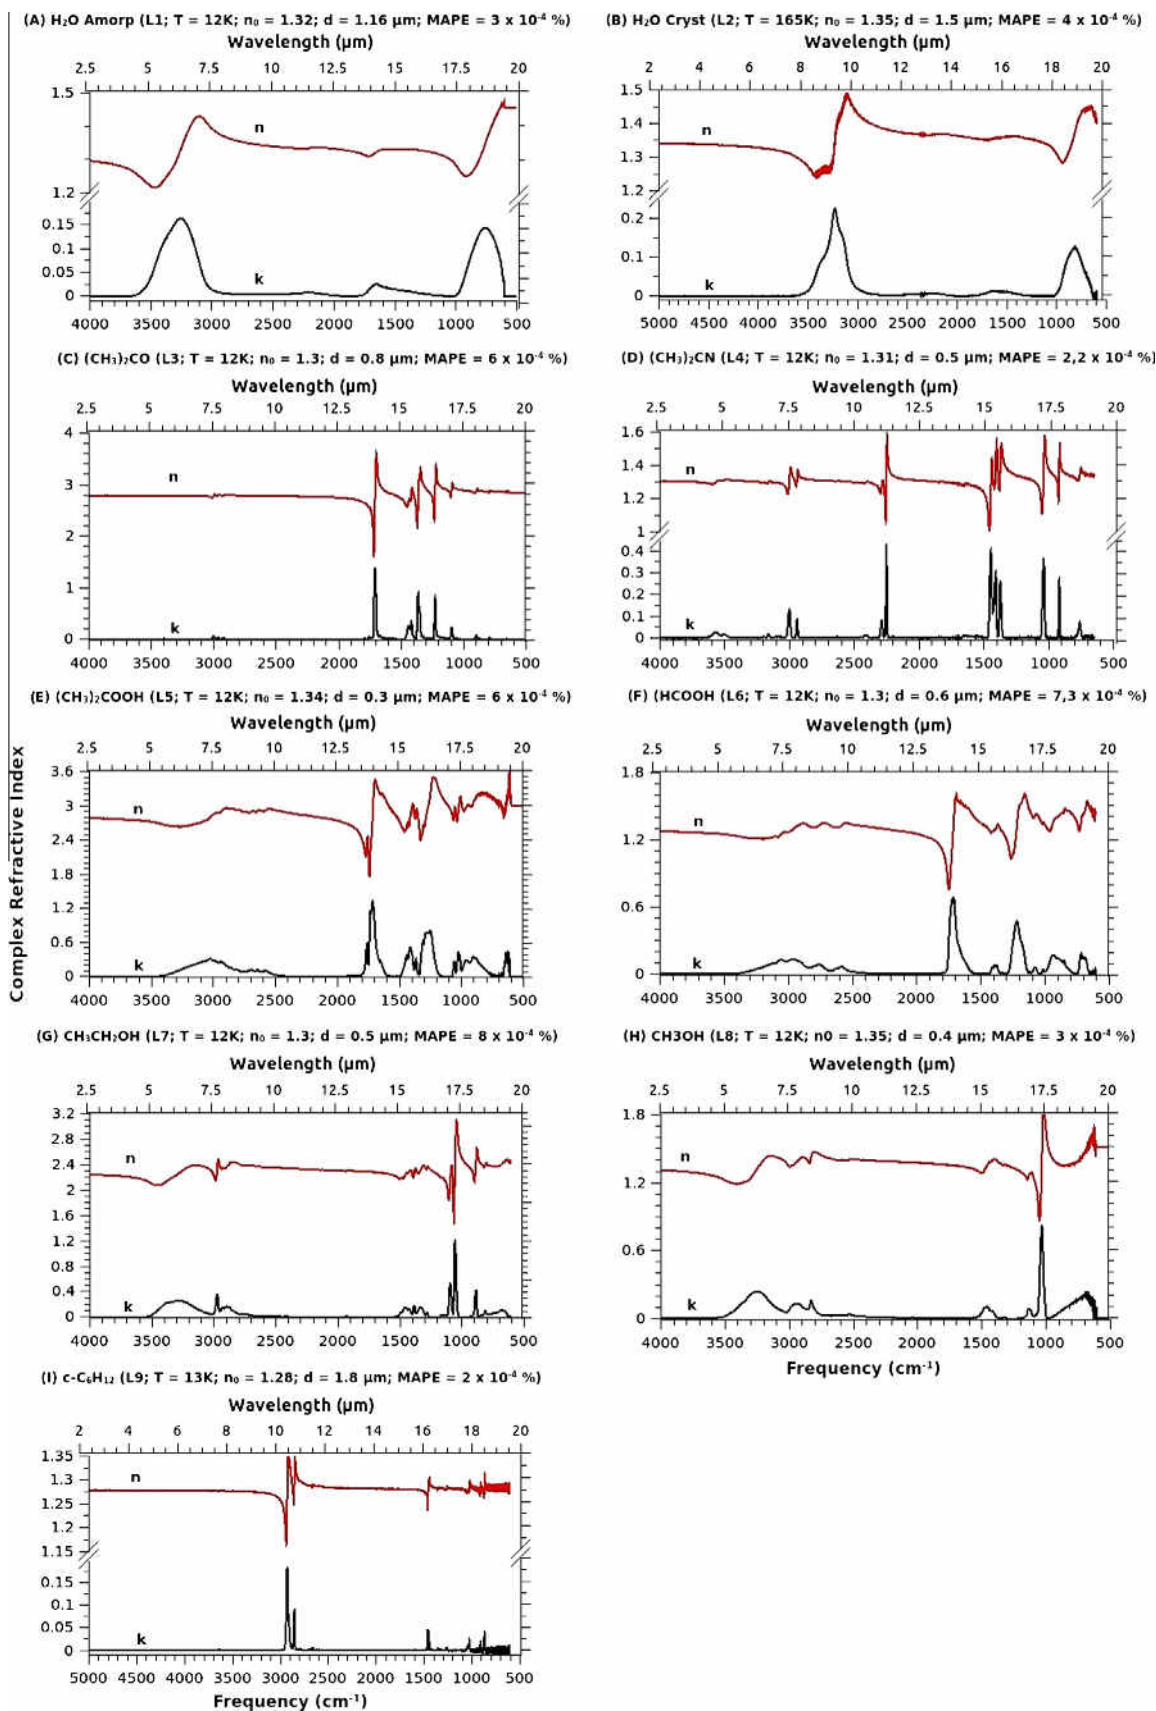 (A) H₂O Amorp (L1; T = 12K; n₀ = 1.32; d = 1.16 µm; MAPE = 3 x 10⁻⁴ %)
Wavelength (µm)
2.5 5 7.5 10 12.5 15 17.5 20
1.5
n
1.2
0.15
0.1
0.05
0
k
4000 3500 3000 2500 2000 1500 1000 500
(B) H₂O Cryst (L2; T = 165K; n₀ = 1.35; d = 1.5 µm; MAPE = 4 x 10⁻⁴ %)
Wavelength (µm)
2 4 6 8 10 12 14 16 18 20
1.5
1.4
n
1.3
1.2
0.2
0.1
k
0
5000 4500 4000 3500 3000 2500 2000 1500 1000 500
(C) (CH₃)₂CO (L3; T = 12K; n₀ = 1.3; d = 0.8 µm; MAPE = 6 x 10⁻⁴ %)
Wavelength (µm)
2.5 5 7.5 10 12.5 15 17.5 20
4
n
3
2
1
k
0
4000 3500 3000 2500 2000 1500 1000 500
(D) (CH₃)₂CN (L4; T = 12K; n₀ = 1.31; d = 0.5 µm; MAPE = 2,2 x 10⁻⁴ %)
Wavelength (µm)
2.5 5 7.5 10 12.5 15 17.5 20
1.6
n
1.4
1.2
1
0.4
0.3
0.2
0.1
k
0
4000 3500 3000 2500 2000 1500 1000 500
Complex Refractive Index
(E) (CH₃)₂COOH (L5; T = 12K; n₀ = 1.34; d = 0.3 µm; MAPE = 6 x 10⁻⁴ %)
Wavelength (µm)
2.5 5 7.5 10 12.5 15 17.5 20
3.6
n
3
2.4
1.8
1.2
0.6
k
0
4000 3500 3000 2500 2000 1500 1000 500
(F) (HCOOH (L6; T = 12K; n₀ = 1.3; d = 0.6 µm; MAPE = 7,3 x 10⁻⁴ %)
Wavelength (µm)
2.5 5 7.5 10 12.5 15 17.5 20
1.8
n
1.2
0.6
k
0
4000 3500 3000 2500 2000 1500 1000 500
(G) CH₃CH₂OH (L7; T = 12K; n₀ = 1.3; d = 0.5 µm; MAPE = 8 x 10⁻⁴ %)
Wavelength (µm)
2.5 5 7.5 10 12.5 15 17.5 20
3.2
2.8
n
2.4
2
1.6
1.2
0.8
0.4
k
0
4000 3500 3000 2500 2000 1500 1000 500
(H) CH3OH (L8; T = 12K; n0 = 1.35; d = 0.4 µm; MAPE = 3 x 10⁻⁴ %)
Wavelength (µm)
2.5 5 7.5 10 12.5 15 17.5 20
1.8
n
1.2
0.6
k
0
4000 3500 3000 2500 2000 1500 1000 500
Frequency (cm⁻¹)
(I) c-C₆H₁₂ (L9; T = 13K; n₀ = 1.28; d = 1.8 µm; MAPE = 2 x 10⁻⁴ %)
Wavelength (µm)
2 4 6 8 10 12 14 16 18 20
1.35
n
1.3
1.25
1.2
1.15
0.15
0.1
0.05
k
0
5000 4500 4000 3500 3000 2500 2000 1500 1000 500
Frequency (cm⁻¹)